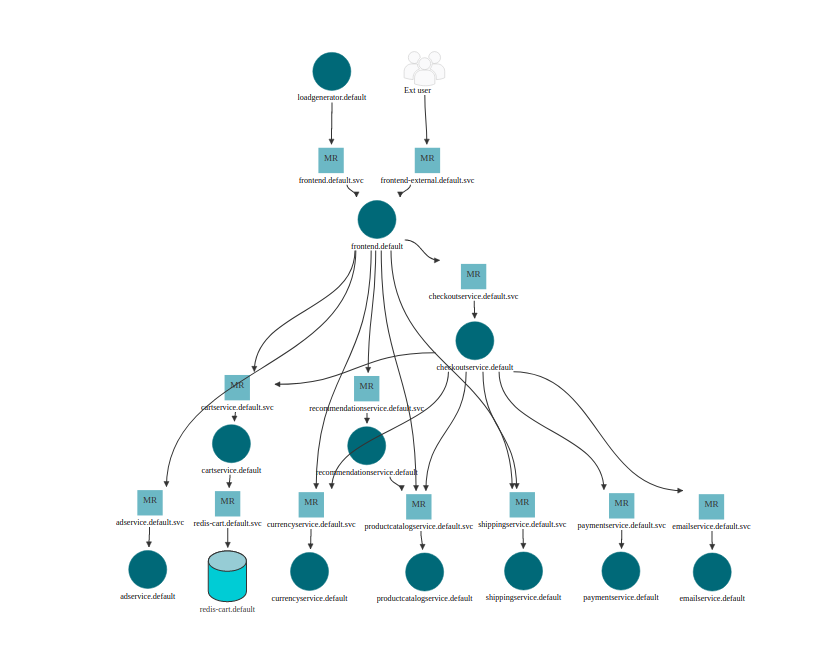 loadgenerator.default
Ext user
MR
MR
frontend.default.svc
frontend-external.default.svc
frontend.default
MR
checkoutservice.default.svc
checkoutservice.default
MR
MR
cartservice.default.svc
recommendationservice.default.svc
cartservice.default
recommendationservice.default
MR
MR
MR
MR
MR
MR
MR
adservice.default.svc
redis-cart.default.svc
currencyservice.default.svc
productcatalogservice.default.svc
shippingservice.default.svc
paymentservice.default.svc
emailservice.default.svc
adservice.default
redis-cart.default
currencyservice.default
productcatalogservice.default
shippingservice.default
paymentservice.default
emailservice.default